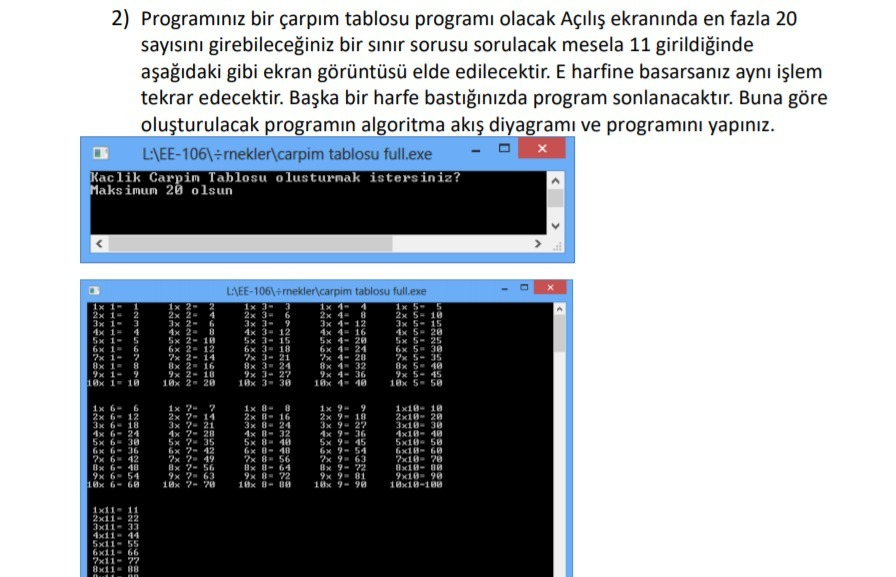 2) Programınız bir çarpım tablosu programı olacak Açılış ekranında en fazla 20
sayısını girebileceğiniz bir sınır sorusu sorulacak mesela 11 girildiğinde
aşağıdaki gibi ekran görüntüsü elde edilecektir. E harfine basarsanız aynı işlem
tekrar edecektir. Başka bir harfe bastığınızda program sonlanacaktır. Buna göre
oluşturulacak programın algoritma akış diyagramı ve programını yapınız.
L:\EE-106\÷rnekler\carpim tablosu full.exe
Kaclik Carpim Tablosu olusturmak istersiniz?
Maksimum 20 olsun
L:\EE-106\÷rnekler\carpim tablosu full.exe
1x 1= 1 1x 2= 2 1x 3= 3 1x 4= 4 1x 5= 5
2x 1= 2 2x 2= 4 2x 3= 6 2x 4= 8 2x 5= 10
3x 1= 3 3x 2= 6 3x 3= 9 3x 4= 12 3x 5= 15
4x 1= 4 4x 2= 8 4x 3= 12 4x 4= 16 4x 5= 20
5x 1= 5 5x 2= 10 5x 3= 15 5x 4= 20 5x 5= 25
6x 1= 6 6x 2= 12 6x 3= 18 6x 4= 24 6x 5= 30
7x 1= 7 7x 2= 14 7x 3= 21 7x 4= 28 7x 5= 35
8x 1= 8 8x 2= 16 8x 3= 24 8x 4= 32 8x 5= 40
9x 1= 9 9x 2= 18 9x 3= 27 9x 4= 36 9x 5= 45
10x 1= 10 10x 2= 20 10x 3= 30 10x 4= 40 10x 5= 50
1x 6= 6 1x 7= 7 1x 8= 8 1x 9= 9 1x10= 10
2x 6= 12 2x 7= 14 2x 8= 16 2x 9= 18 2x10= 20
3x 6= 18 3x 7= 21 3x 8= 24 3x 9= 27 3x10= 30
4x 6= 24 4x 7= 28 4x 8= 32 4x 9= 36 4x10= 40
5x 6= 30 5x 7= 35 5x 8= 40 5x 9= 45 5x10= 50
6x 6= 36 6x 7= 42 6x 8= 48 6x 9= 54 6x10= 60
7x 6= 42 7x 7= 49 7x 8= 56 7x 9= 63 7x10= 70
8x 6= 48 8x 7= 56 8x 8= 64 8x 9= 72 8x10= 80
9x 6= 54 9x 7= 63 9x 8= 72 9x 9= 81 9x10= 90
10x 6= 60 10x 7= 70 10x 8= 80 10x 9= 90 10x10=100
1x11= 11
2x11= 22
3x11= 33
4x11= 44
5x11= 55
6x11= 66
7x11= 77
8x11= 88